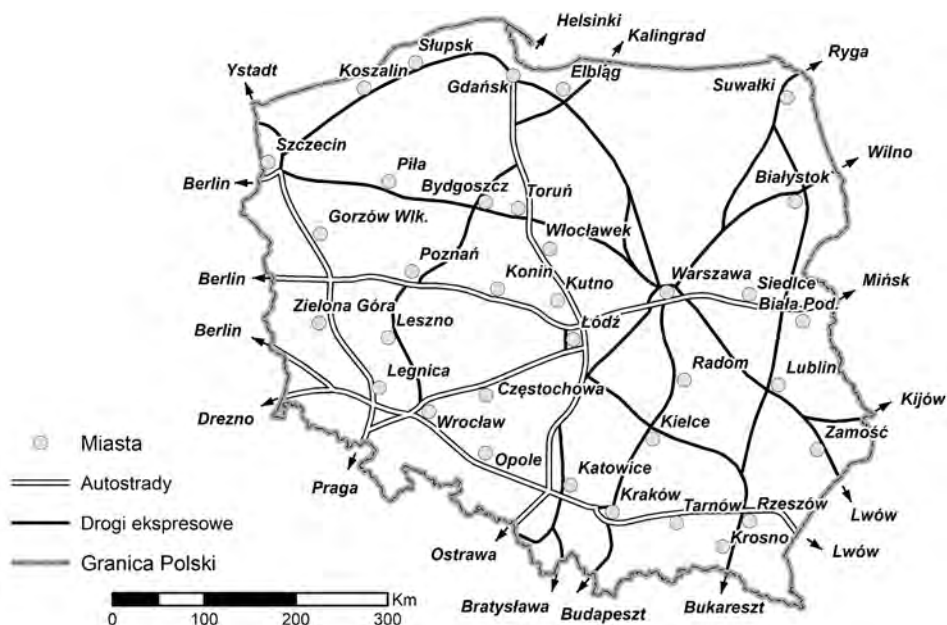 Helsinki
Kalingrad
Słupsk
Ryga
Ystadt
Koszalin
Elbląg
Suwałki
Gdańsk
Szczecin
Wilno
Piła
Białystok
Berlin
Bydgoszcz
Toruń
Gorzów Wlk.
Włocławek
Poznań
Konin
Kutno
Warszawa
Siedlce
Mińsk
Berlin
Biała Pod.
Zielona Góra
Leszno
Łódź
Berlin
Radom
Lublin
Legnica
Częstochowa
Kijów
Drezno
Wrocław
Kielce
Zamość
Miasta
Opole
Katowice
Praga
Autostrady
Kraków
Tarnów
Rzeszów
Lwów
Drogi ekspresowe
Krosno
Ostrawa
Lwów
Granica Polski
Bratysława
Budapeszt
Bukareszt
Km
0 100 200 300